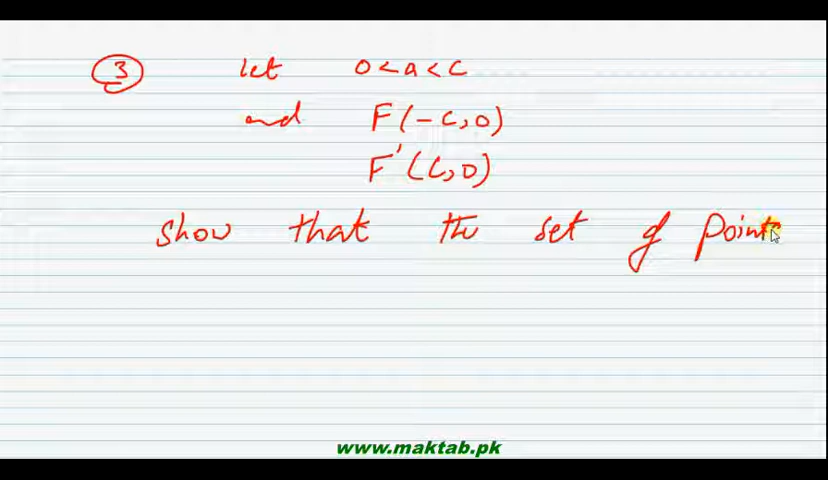 3 let 0 < a < c
and F(-c, 0)
F'(c, 0)
show that the set of points
www.maktab.pk